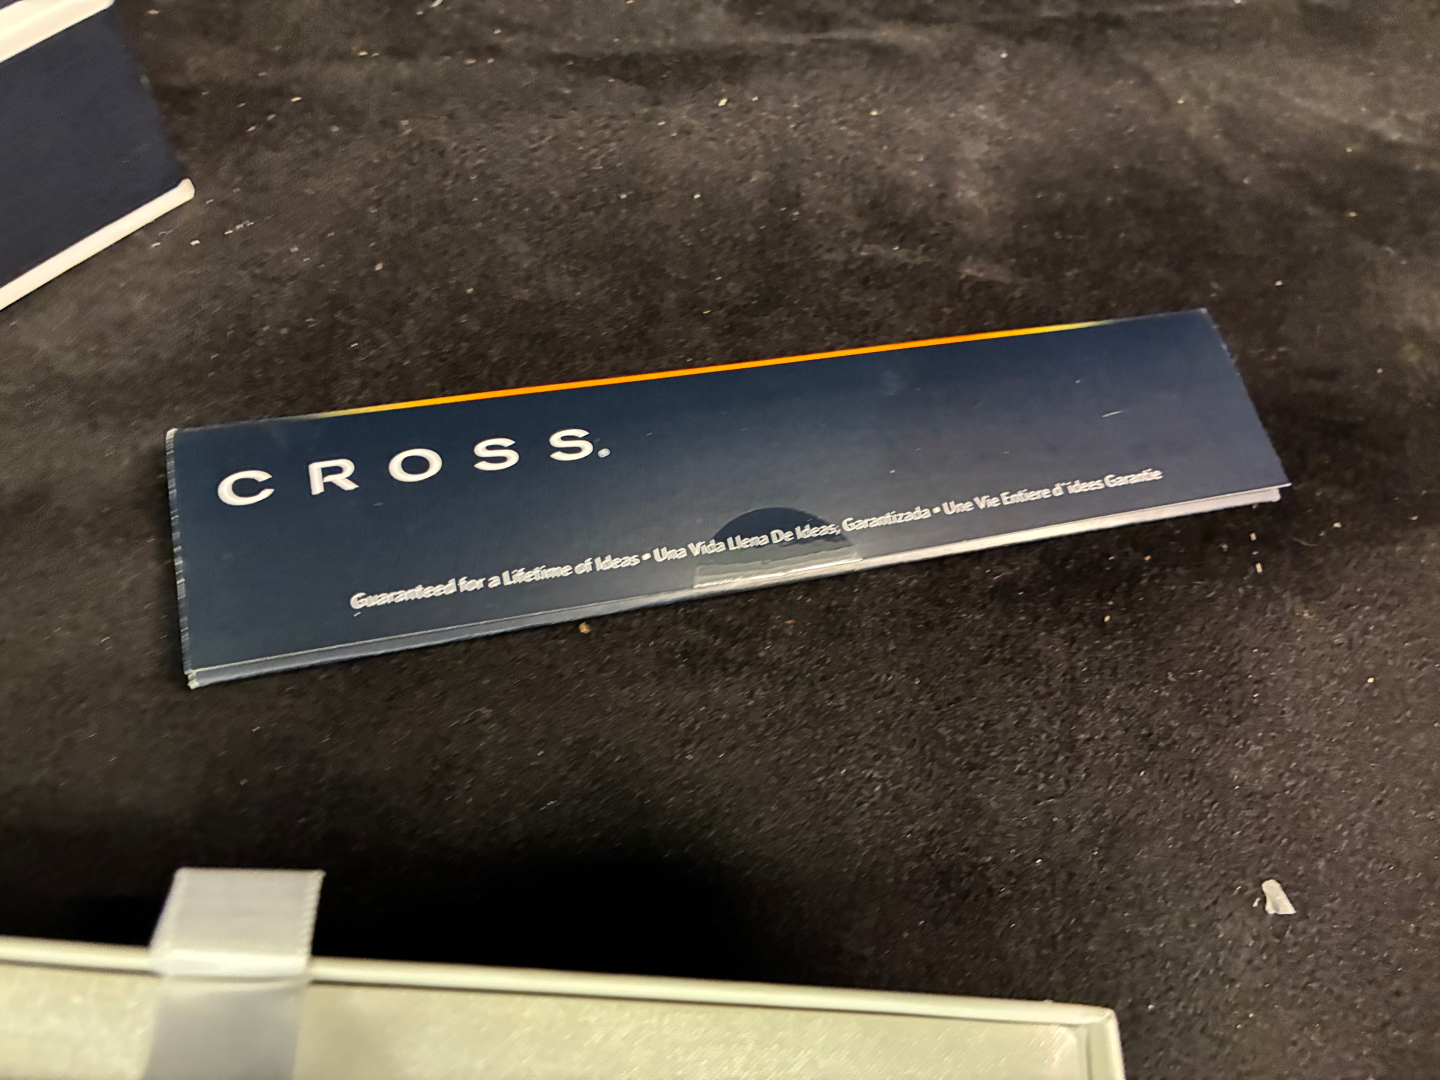 CROSS®
Guaranteed for a Lifetime of Ideas • Una Vida Llena De Ideas; Garantizada • Une Vie Entiere d¨idees Garantie